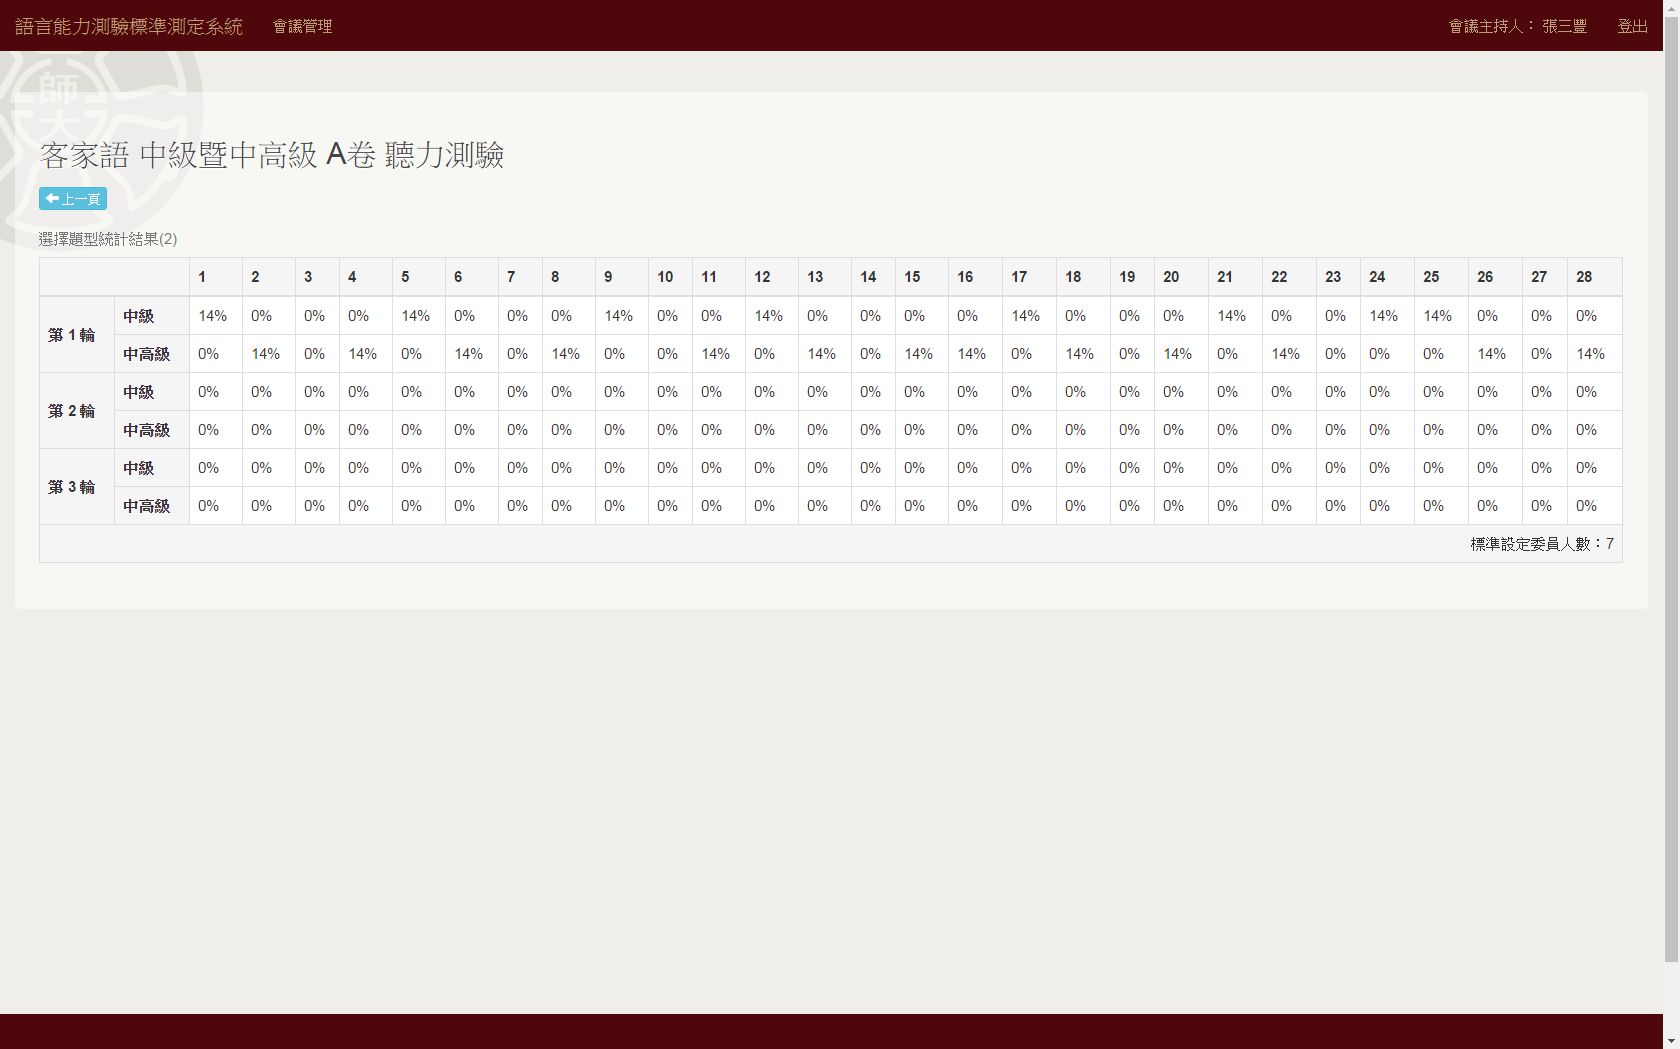 語言能力測驗標準測定系統 會議管理 會議主持人： 張三豐 登出
師大
客家語 中級暨中高級 A卷 聽力測驗
上一頁
選擇題型統計結果(2)
1 2 3 4 5 6 7 8 9 10 11 12 13 14 15 16 17 18 19 20 21 22 23 24 25 26 27 28
第 1 輪 中級 14% 0% 0% 0% 14% 0% 0% 0% 14% 0% 0% 14% 0% 0% 0% 0% 14% 0% 0% 0% 14% 0% 0% 14% 14% 0% 0% 0%
中高級 0% 14% 0% 14% 0% 14% 0% 14% 0% 0% 14% 0% 14% 0% 14% 14% 0% 14% 0% 14% 0% 14% 0% 0% 0% 14% 0% 14%
第 2 輪 中級 0% 0% 0% 0% 0% 0% 0% 0% 0% 0% 0% 0% 0% 0% 0% 0% 0% 0% 0% 0% 0% 0% 0% 0% 0% 0% 0% 0%
中高級 0% 0% 0% 0% 0% 0% 0% 0% 0% 0% 0% 0% 0% 0% 0% 0% 0% 0% 0% 0% 0% 0% 0% 0% 0% 0% 0% 0%
第 3 輪 中級 0% 0% 0% 0% 0% 0% 0% 0% 0% 0% 0% 0% 0% 0% 0% 0% 0% 0% 0% 0% 0% 0% 0% 0% 0% 0% 0% 0%
中高級 0% 0% 0% 0% 0% 0% 0% 0% 0% 0% 0% 0% 0% 0% 0% 0% 0% 0% 0% 0% 0% 0% 0% 0% 0% 0% 0% 0%
標準設定委員人數：7